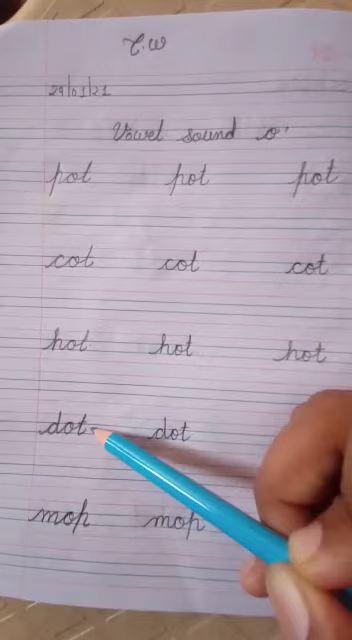 C.W
29/01/21
Vowel sound 'o'
pot pot pot
cot cot cot
hot hot hot
dot dot
mop mop